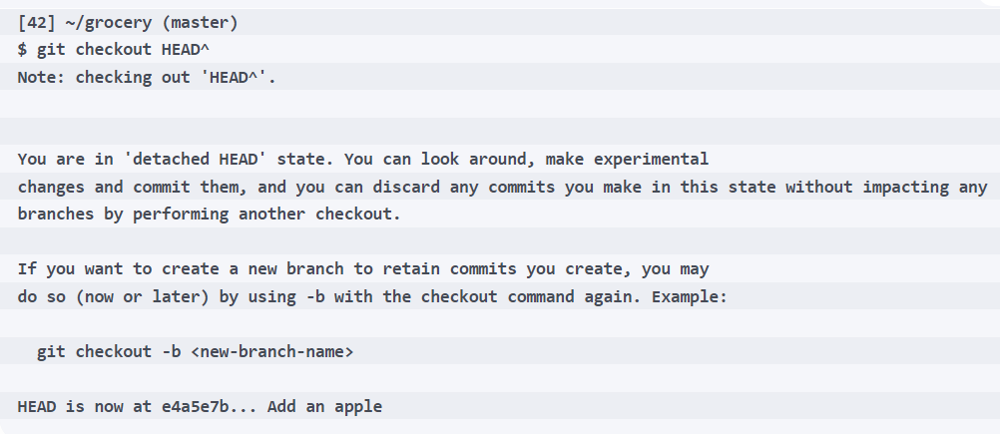 [42] ~/grocery (master)
$ git checkout HEAD^
Note: checking out 'HEAD^'.
You are in 'detached HEAD' state. You can look around, make experimental
changes and commit them, and you can discard any commits you make in this state without impacting any
branches by performing another checkout.
If you want to create a new branch to retain commits you create, you may
do so (now or later) by using -b with the checkout command again. Example:
git checkout -b <new-branch-name>
HEAD is now at e4a5e7b... Add an apple